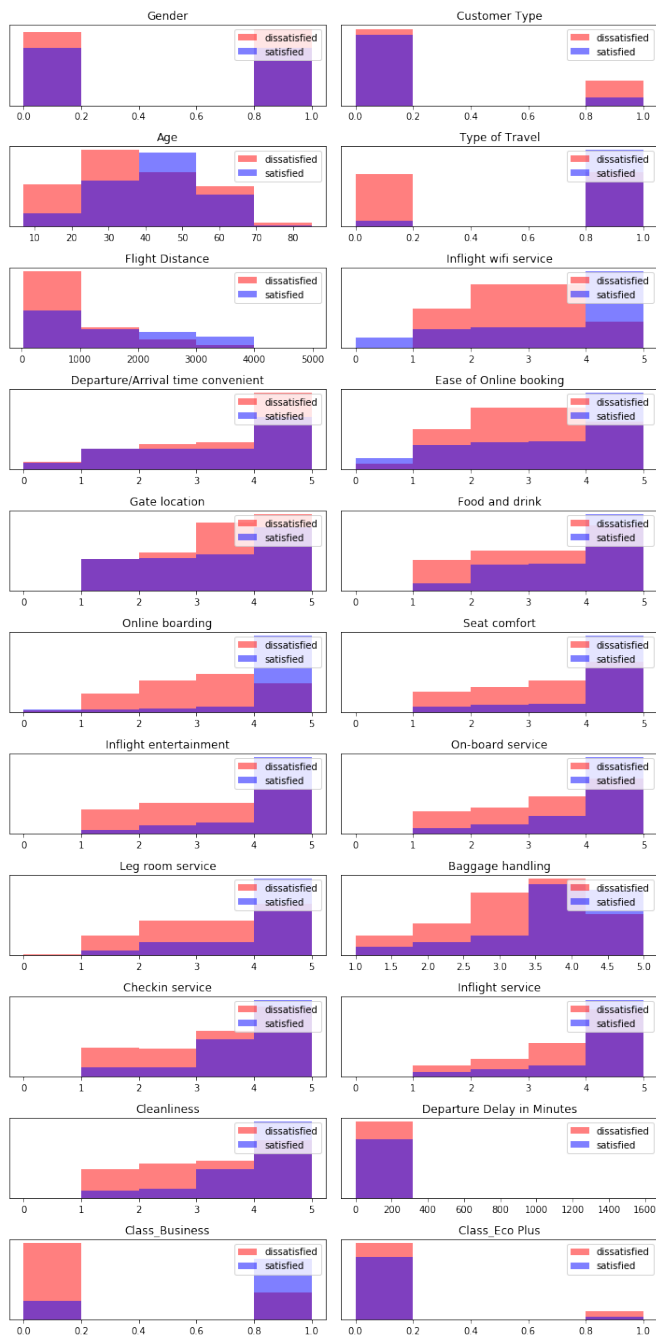 Gender
dissatisfied
satisfied
0.0 0.2 0.4 0.6 0.8 1.0
Customer Type
dissatisfied
satisfied
0.0 0.2 0.4 0.6 0.8 1.0
Age
dissatisfied
satisfied
10 20 30 40 50 60 70 80
Type of Travel
dissatisfied
satisfied
0.0 0.2 0.4 0.6 0.8 1.0
Flight Distance
dissatisfied
satisfied
0 1000 2000 3000 4000 5000
Inflight wifi service
dissatisfied
satisfied
0 1 2 3 4 5
Departure/Arrival time convenient
dissatisfied
satisfied
0 1 2 3 4 5
Ease of Online booking
dissatisfied
satisfied
0 1 2 3 4 5
Gate location
dissatisfied
satisfied
0 1 2 3 4 5
Food and drink
dissatisfied
satisfied
0 1 2 3 4 5
Online boarding
dissatisfied
satisfied
0 1 2 3 4 5
Seat comfort
dissatisfied
satisfied
0 1 2 3 4 5
Inflight entertainment
dissatisfied
satisfied
0 1 2 3 4 5
On-board service
dissatisfied
satisfied
0 1 2 3 4 5
Leg room service
dissatisfied
satisfied
0 1 2 3 4 5
Baggage handling
dissatisfied
satisfied
1.0 1.5 2.0 2.5 3.0 3.5 4.0 4.5 5.0
Checkin service
dissatisfied
satisfied
0 1 2 3 4 5
Inflight service
dissatisfied
satisfied
0 1 2 3 4 5
Cleanliness
dissatisfied
satisfied
0 1 2 3 4 5
Departure Delay in Minutes
dissatisfied
satisfied
0 200 400 600 800 1000 1200 1400 1600
Class_Business
dissatisfied
satisfied
0.0 0.2 0.4 0.6 0.8 1.0
Class_Eco Plus
dissatisfied
satisfied
0.0 0.2 0.4 0.6 0.8 1.0